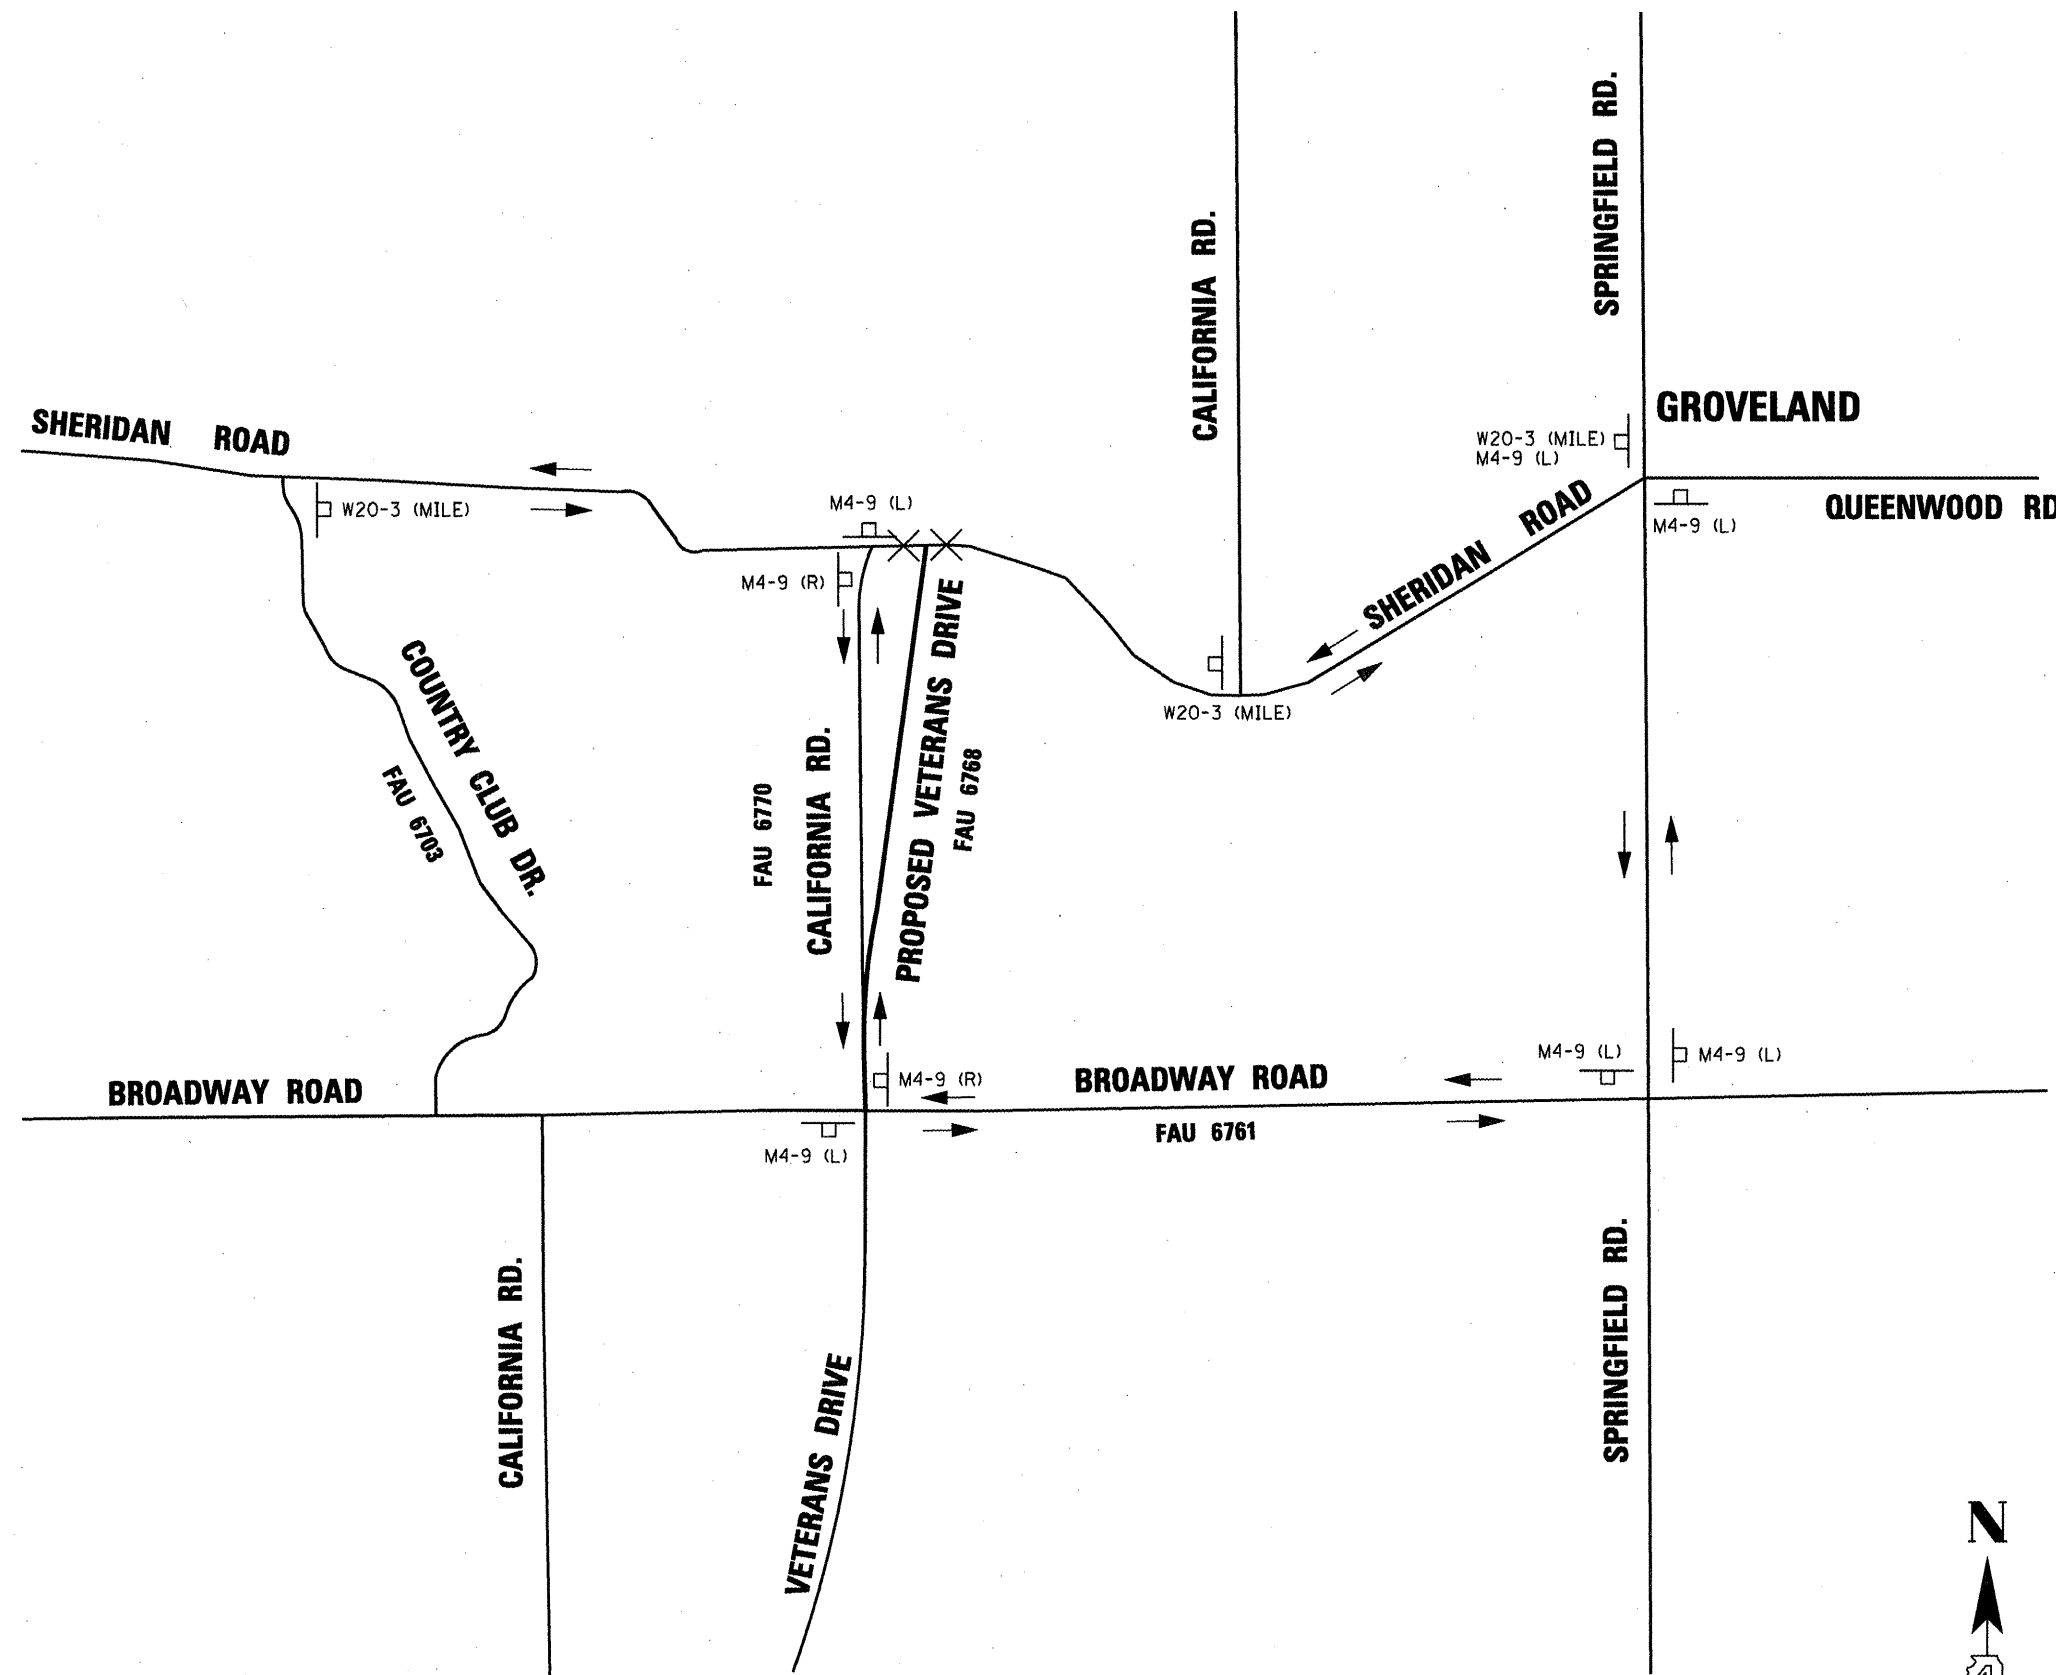 SPRINGFIELD RD.
CALIFORNIA RD.
GROVELAND
SHERIDAN ROAD
W20-3 (MILE)
M4-9 (L)
QUEENWOOD RD
M4-9 (L)
SHERIDAN ROAD
W20-3 (MILE)
M4-9 (L)
M4-9 (R)
W20-3 (MILE)
COUNTRY CLUB DR.
FAU 6703
FAU 6770
CALIFORNIA RD.
PROPOSED VETERANS DRIVE
FAU 6768
M4-9 (L)
M4-9 (L)
BROADWAY ROAD
M4-9 (R)
BROADWAY ROAD
FAU 6761
M4-9 (L)
CALIFORNIA RD.
VETERANS DRIVE
SPRINGFIELD RD.
N